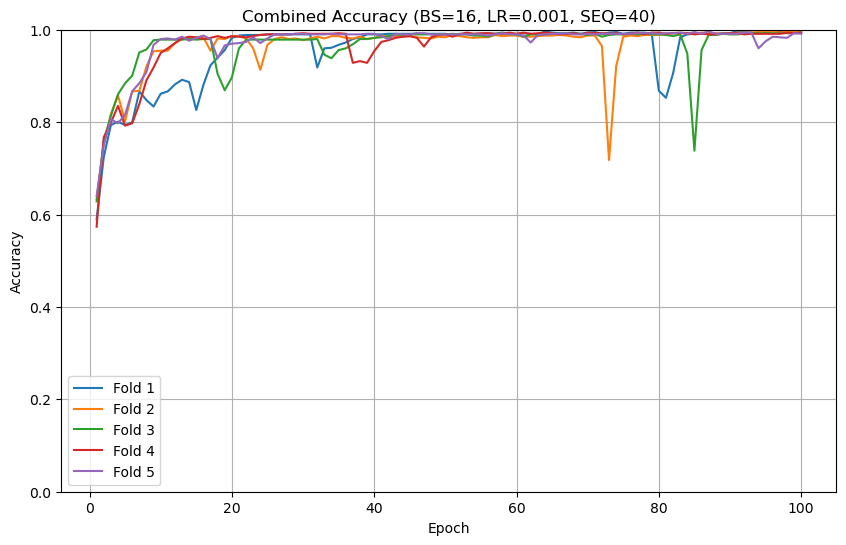 Combined Accuracy (BS=16, LR=0.001, SEQ=40)
1.0
0.8
0.6
0.4
0.2
0.0
Accuracy
Fold 1
Fold 2
Fold 3
Fold 4
Fold 5
0 20 40 60 80 100
Epoch